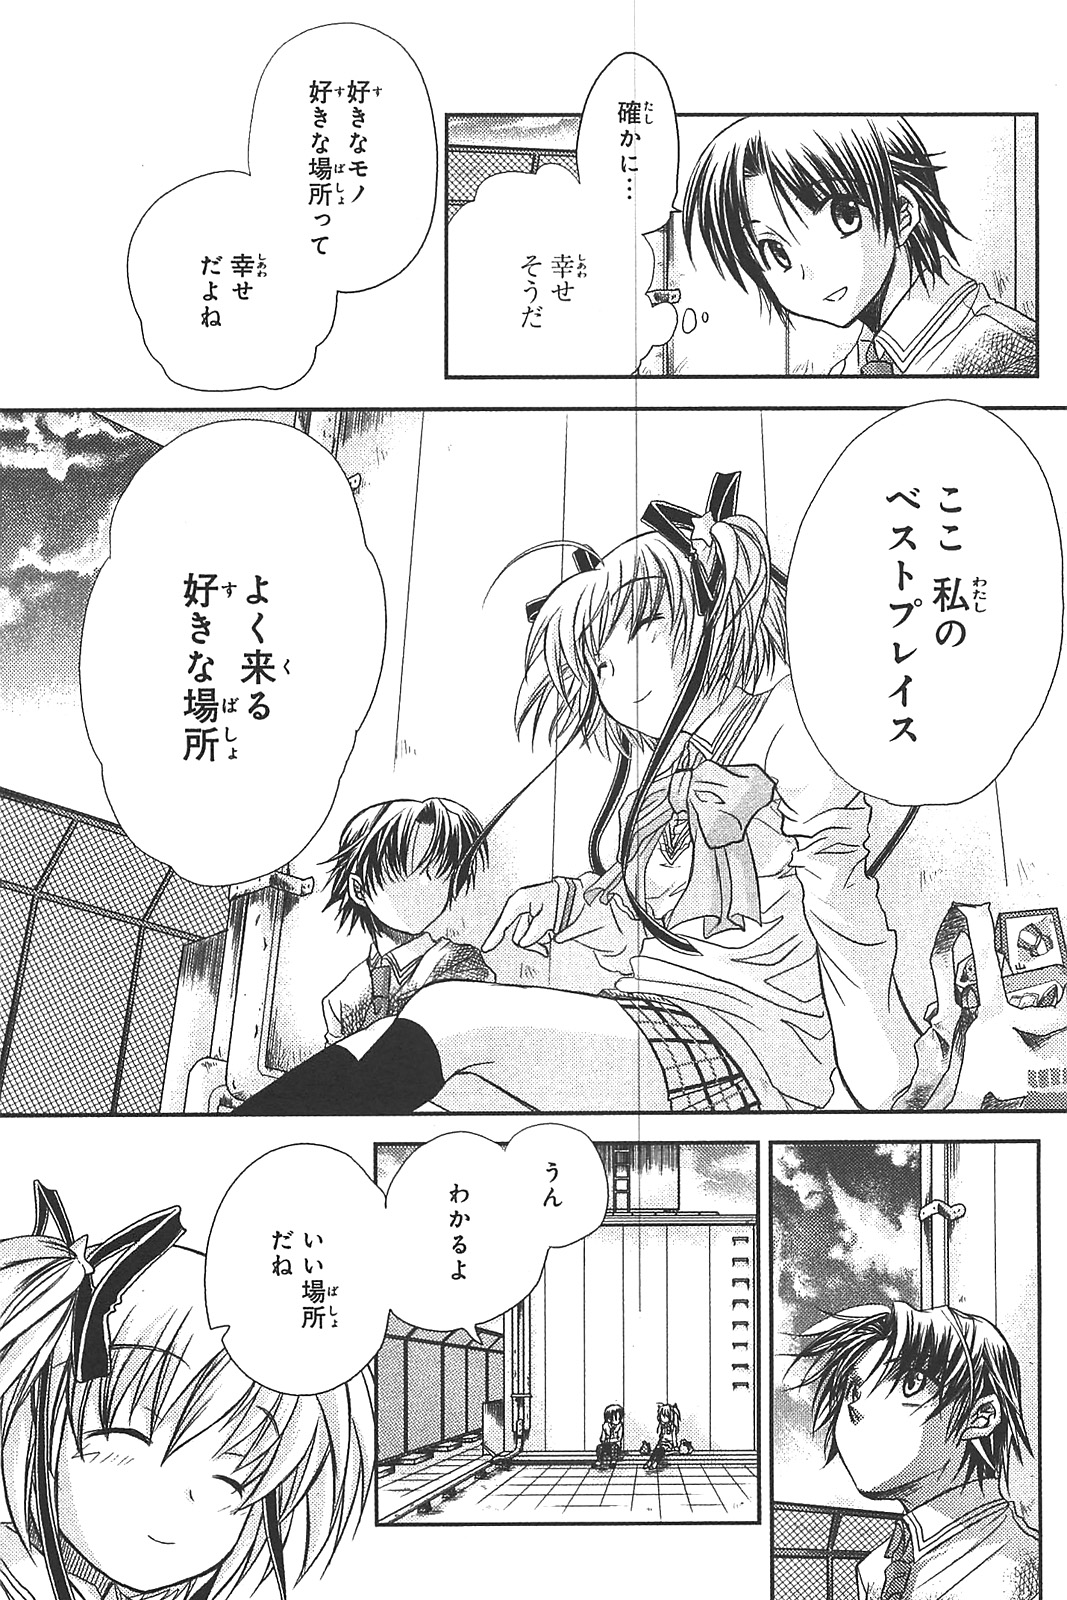 確かに…
幸せ
そうだ
好きなモノ
好きな場所って
幸せ
だよね
ここ 私の
ベストプレイス
よく来る
好きな場所
うん
わかるよ
いい場所
だね